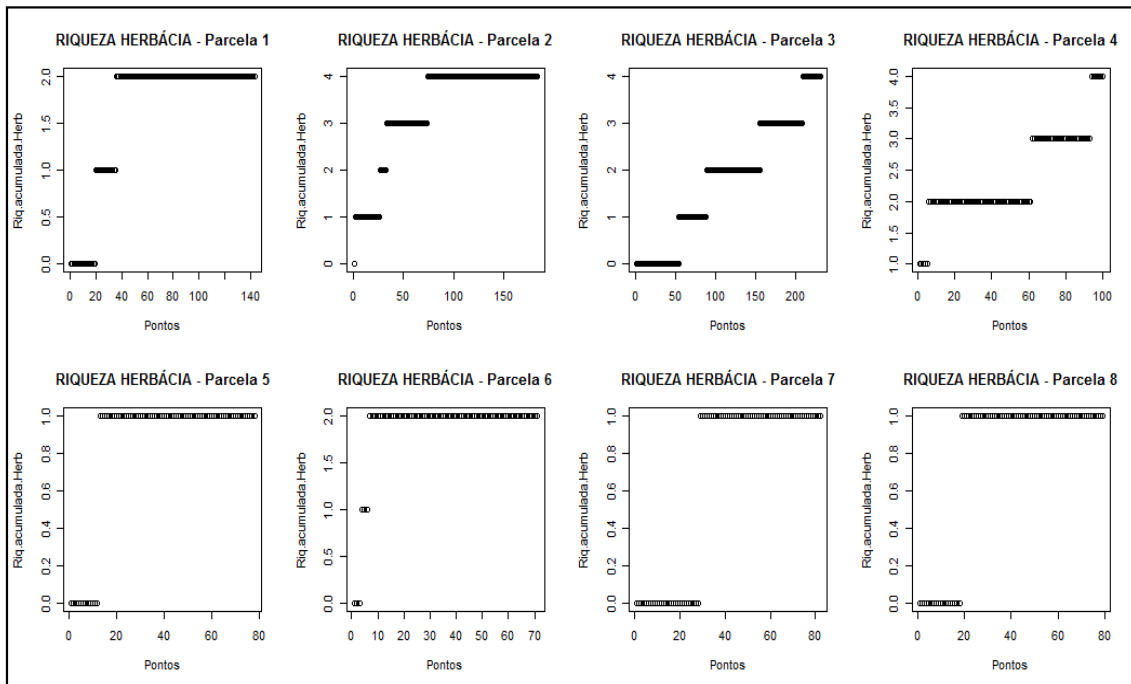 RIQUEZA HERBÁCIA - Parcela 1
Riq.acumulada.Herb
2.0
1.5
1.0
0.5
0.0
0 20 40 60 80 100 140
Pontos
RIQUEZA HERBÁCIA - Parcela 2
Riq.acumulada.Herb
4
3
2
1
0
0 50 100 150
Pontos
RIQUEZA HERBÁCIA - Parcela 3
Riq.acumulada.Herb
4
3
2
1
0
0 50 100 150 200
Pontos
RIQUEZA HERBÁCIA - Parcela 4
Riq.acumulada.Herb
4.0
3.5
3.0
2.5
2.0
1.5
1.0
0 20 40 60 80 100
Pontos
RIQUEZA HERBÁCIA - Parcela 5
Riq.acumulada.Herb
1.0
0.8
0.6
0.4
0.2
0.0
0 20 40 60 80
Pontos
RIQUEZA HERBÁCIA - Parcela 6
Riq.acumulada.Herb
2.0
1.5
1.0
0.5
0.0
0 10 20 30 40 50 60 70
Pontos
RIQUEZA HERBÁCIA - Parcela 7
Riq.acumulada.Herb
1.0
0.8
0.6
0.4
0.2
0.0
0 20 40 60 80
Pontos
RIQUEZA HERBÁCIA - Parcela 8
Riq.acumulada.Herb
1.0
0.8
0.6
0.4
0.2
0.0
0 20 40 60 80
Pontos